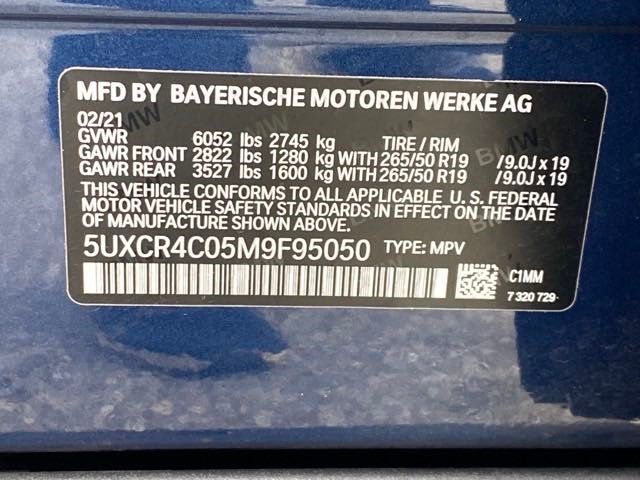 MFD BY BAYERISCHE MOTOREN WERKE AG
02/21
GVWR 6052 lbs 2745 kg TIRE / RIM
GAWR FRONT 2822 lbs 1280 kg WITH 265/50 R19 /9.0J x 19
GAWR REAR 3527 lbs 1600 kg WITH 265/50 R19 /9.0J x 19
THIS VEHICLE CONFORMS TO ALL APPLICABLE U. S. FEDERAL
MOTOR VEHICLE SAFETY STANDARDS IN EFFECT ON THE DATE
OF MANUFACTURE SHOWN ABOVE.
5UXCR4C05M9F95050 TYPE: MPV
C1MM
7 320 729